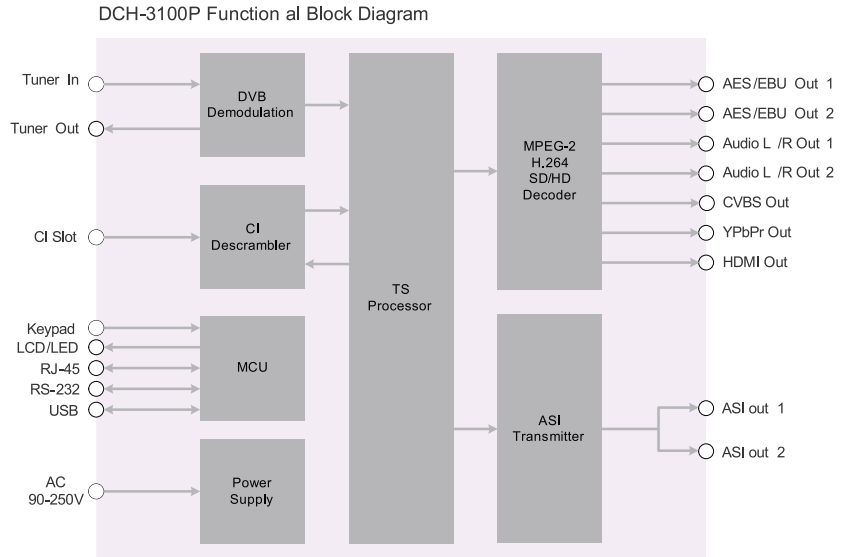 DCH-3100P Function al Block Diagram
Tuner In
Tuner Out
CI Slot
Keypad
LCD/LED
RJ-45
RS-232
USB
AC
90-250V
DVB
Demodulation
CI
Descrambler
MCU
Power
Supply
TS
Processor
MPEG-2
H.264
SD/HD
Decoder
ASI
Transmitter
AES/EBU Out 1
AES/EBU Out 2
Audio L /R Out 1
Audio L /R Out 2
CVBS Out
YPbPr Out
HDMI Out
ASI out 1
ASI out 2